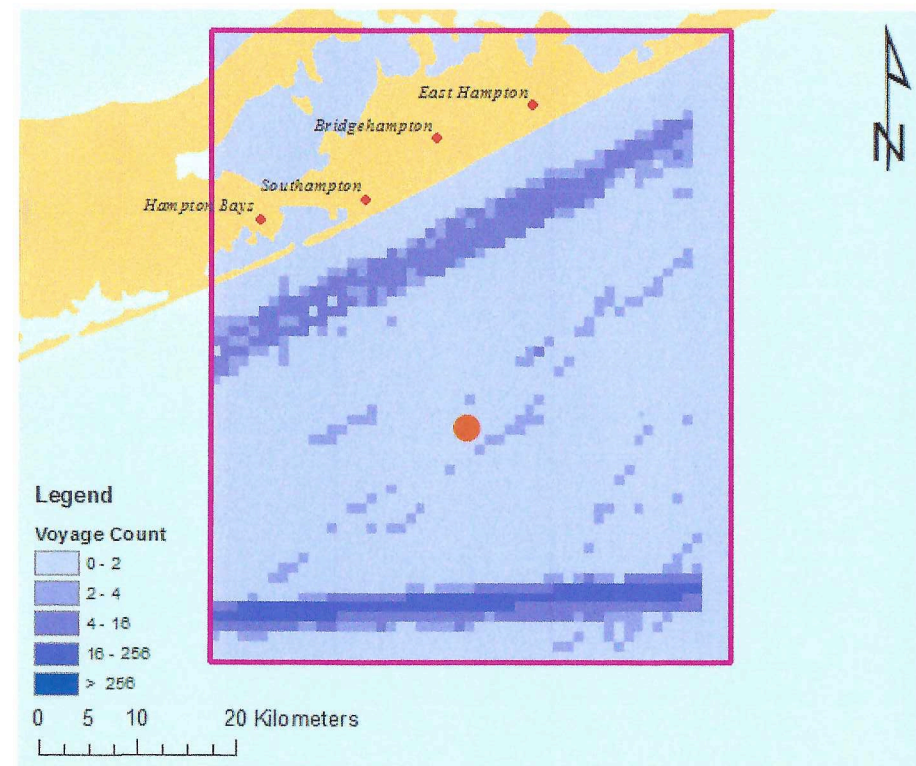 East Hampton
Bridgehampton
Southampton
Hampton Bays
N
Legend
Voyage Count
0 - 2
2 - 4
4 - 16
16 - 256
> 256
0 5 10 20 Kilometers